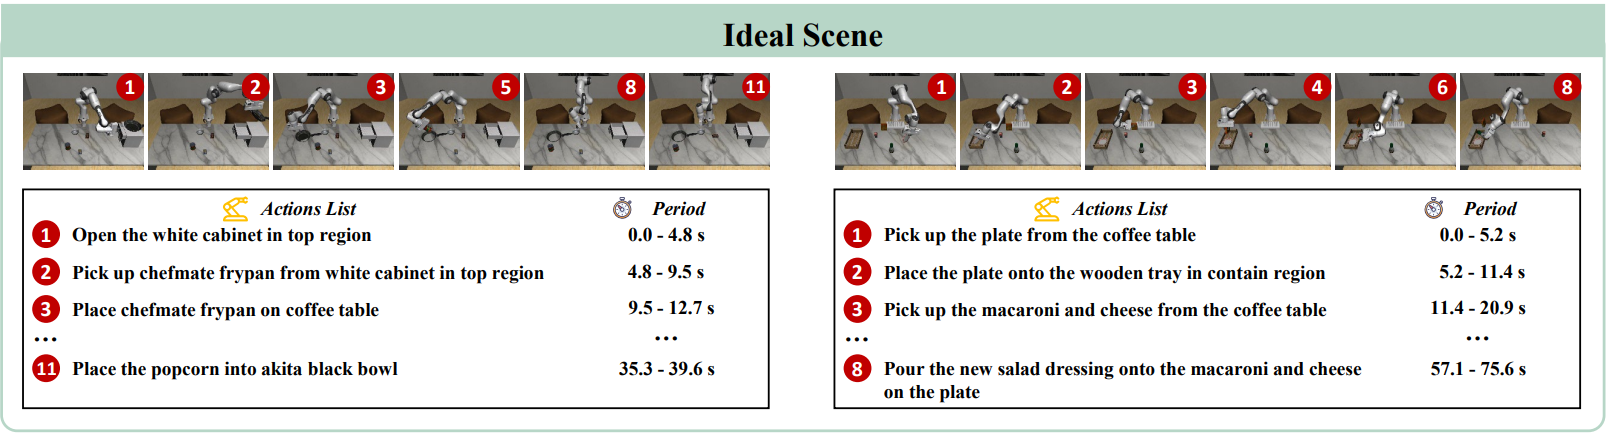 Ideal Scene
1 2 3 5 8 11
1 2 3 4 6 8
Actions List Period
1 Open the white cabinet in top region 0.0 - 4.8 s
2 Pick up chefmate frypan from white cabinet in top region 4.8 - 9.5 s
3 Place chefmate frypan on coffee table 9.5 - 12.7 s
... ...
11 Place the popcorn into akita black bowl 35.3 - 39.6 s
Actions List Period
1 Pick up the plate from the coffee table 0.0 - 5.2 s
2 Place the plate onto the wooden tray in contain region 5.2 - 11.4 s
3 Pick up the macaroni and cheese from the coffee table 11.4 - 20.9 s
... ...
8 Pour the new salad dressing onto the macaroni and cheese 57.1 - 75.6 s
on the plate